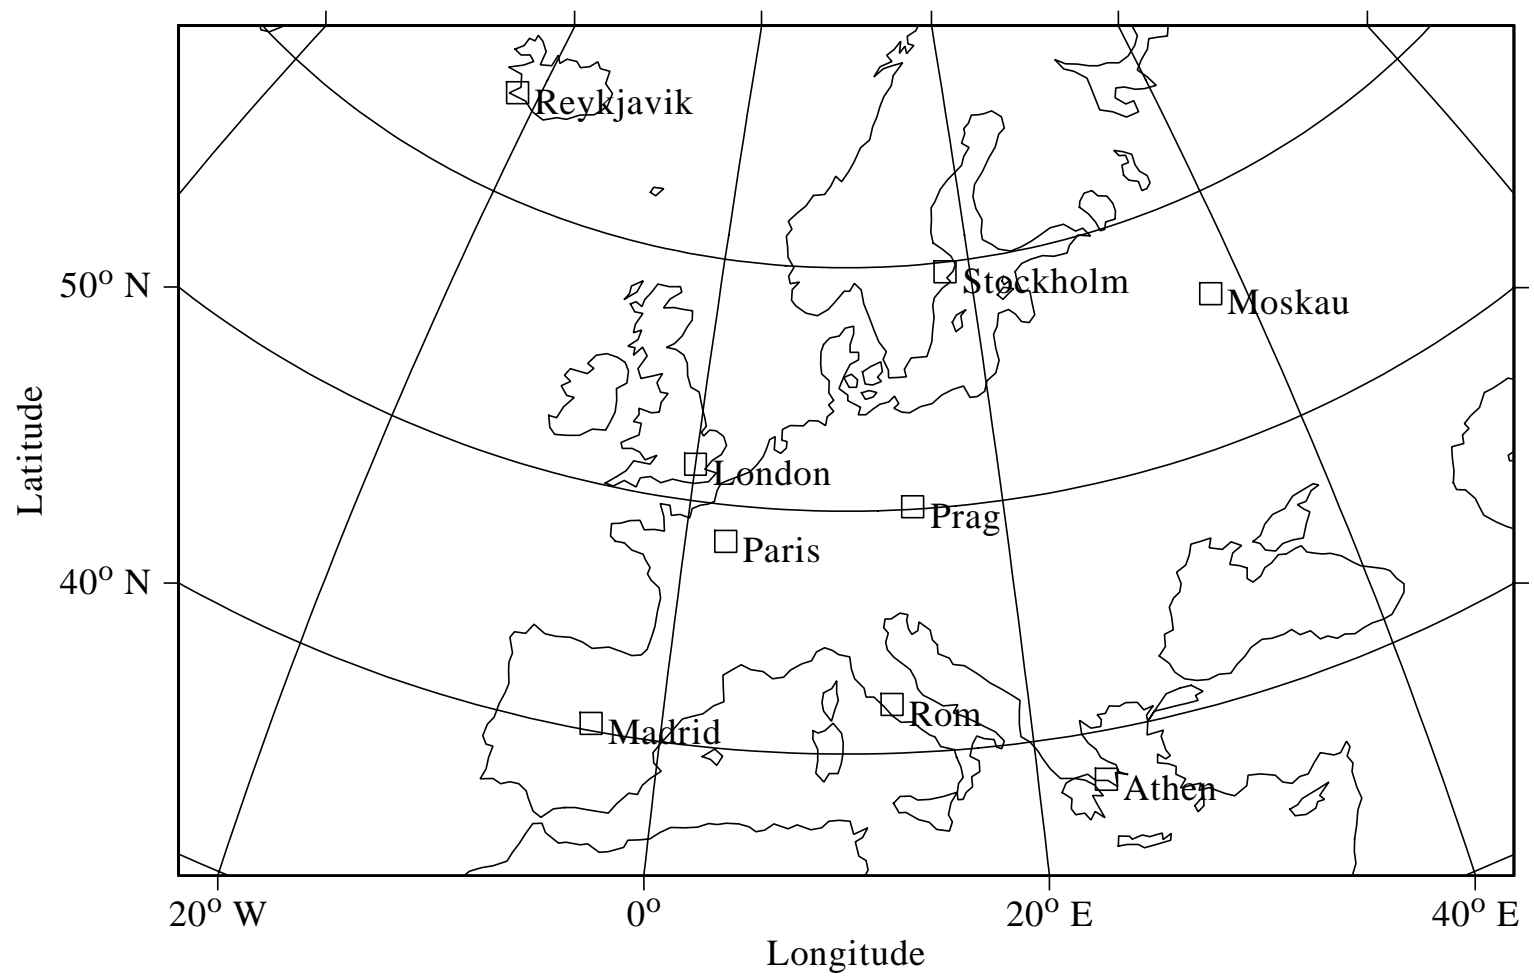 Reykjavik
50° N
Stockholm
Moskau
Latitude
London
Prag
Paris
40° N
Rom
Madrid
Athen
20° W
0°
20° E
40° E
Longitude